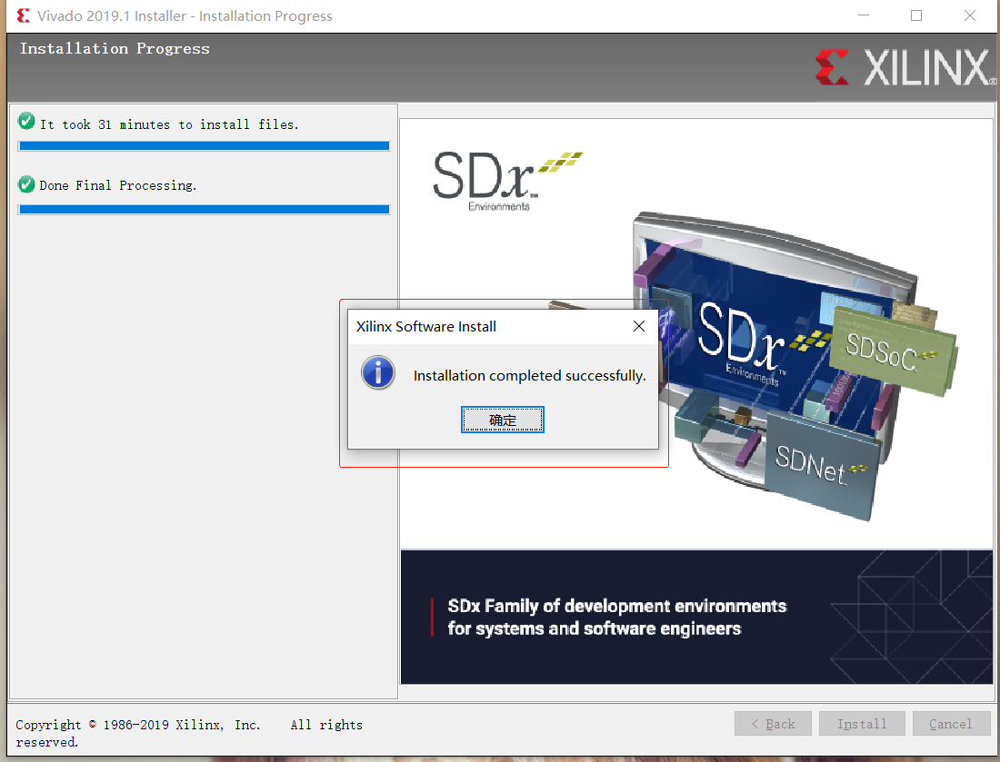 Vivado 2019.1 Installer - Installation Progress
Installation Progress
XILINX®
It took 31 minutes to install files.
Done Final Processing.
SDx™
Environments
SDx™
Environments
SDSoC
SDNet
Xilinx Software Install
Installation completed successfully.
确定
SDx Family of development environments
for systems and software engineers
Copyright © 1986-2019 Xilinx, Inc. All rights
reserved.
< Back
Install
Cancel